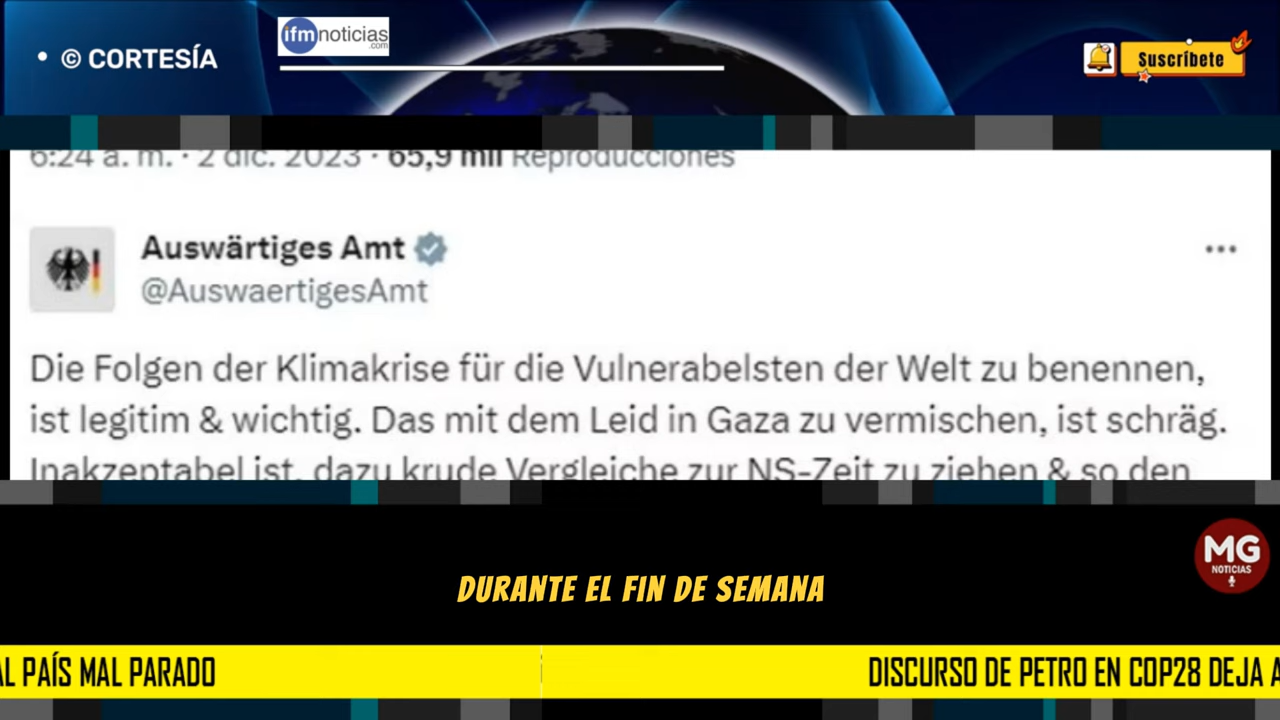 • © CORTESÍA
ifmnoticias
.com
Suscríbete
6:24 a. m. · 2 dic. 2023 · 65,9 mil Reproducciones
Auswärtiges Amt
@AuswaertigesAmt
Die Folgen der Klimakrise für die Vulnerabelsten der Welt zu benennen,
ist legitim & wichtig. Das mit dem Leid in Gaza zu vermischen, ist schräg.
Inakzeptabel ist, dazu krude Vergleiche zur NS-Zeit zu ziehen & so den
MG
NOTICIAS
DURANTE EL FIN DE SEMANA
AL PAÍS MAL PARADO
DISCURSO DE PETRO EN COP28 DEJA A